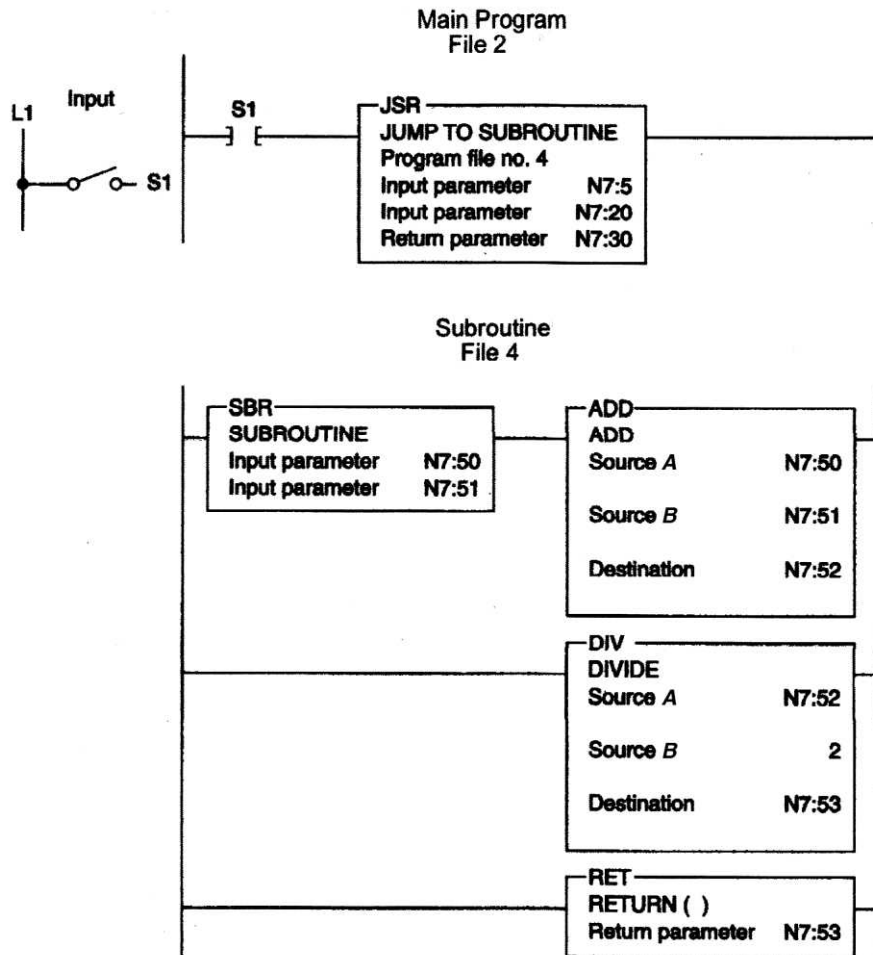 Main Program
File 2
Input
L1
S1
S1
JSR
JUMP TO SUBROUTINE
Program file no. 4
Input parameter N7:5
Input parameter N7:20
Return parameter N7:30
Subroutine
File 4
SBR
SUBROUTINE
Input parameter N7:50
Input parameter N7:51
ADD
ADD
Source A N7:50
Source B N7:51
Destination N7:52
DIV
DIVIDE
Source A N7:52
Source B 2
Destination N7:53
RET
RETURN ( )
Return parameter N7:53